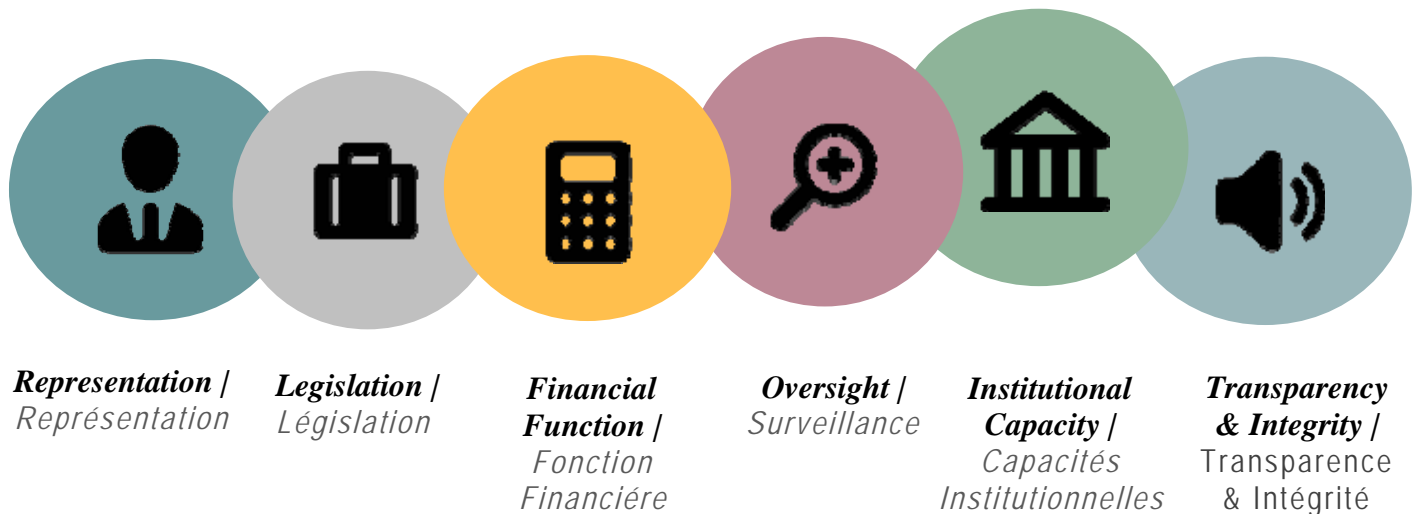 Representation |
Représentation
Legislation |
Législation
Financial
Function |
Fonction
Financiére
Oversight |
Surveillance
Institutional
Capacity |
Capacités
Institutionnelles
Transparency
& Integrity |
Transparence
& Intégrité